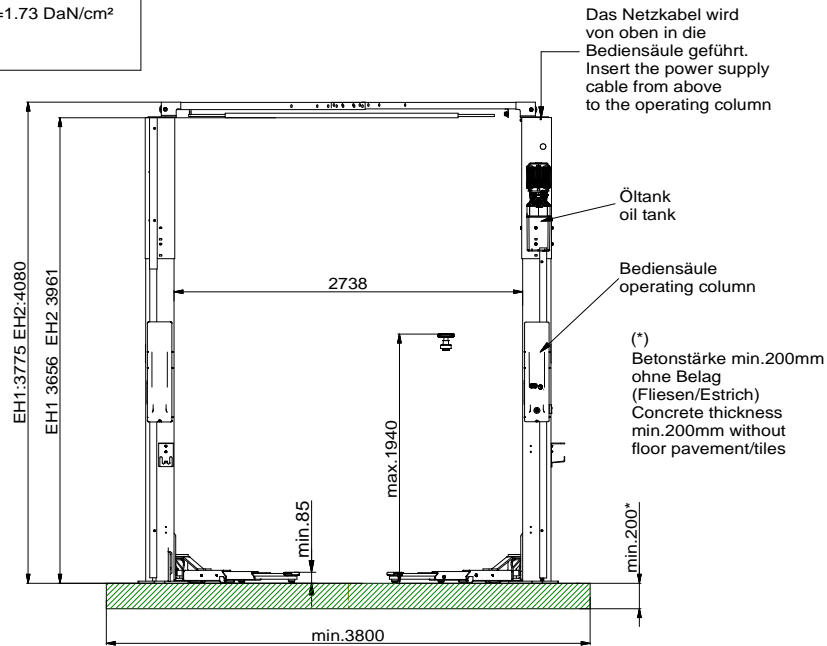 =1.73 DaN/cm²
Das Netzkabel wird
von oben in die
Bediensäule geführt.
Insert the power supply
cable from above
to the operating column
Öltank
oil tank
Bediensäule
operating column
(*)
Betonstärke min.200mm
ohne Belag
(Fliesen/Estrich)
Concrete thickness
min.200mm without
floor pavement/tiles
EH1:3775 EH2:4080
EH1 3656 EH2 3961
2738
max.1940
min.85
min.200*
min.3800